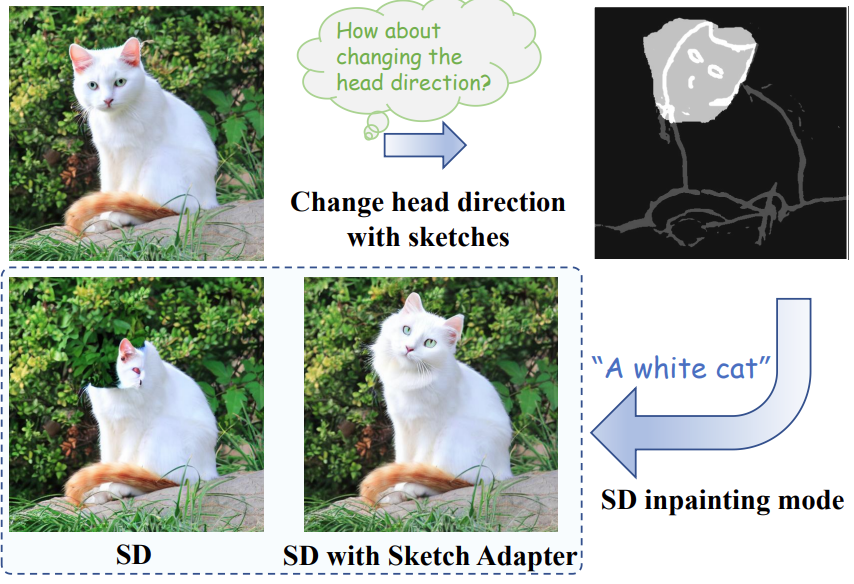 How about
changing the
head direction?
Change head direction
with sketches
“A white cat”
SD inpainting mode
SD
SD with Sketch Adapter